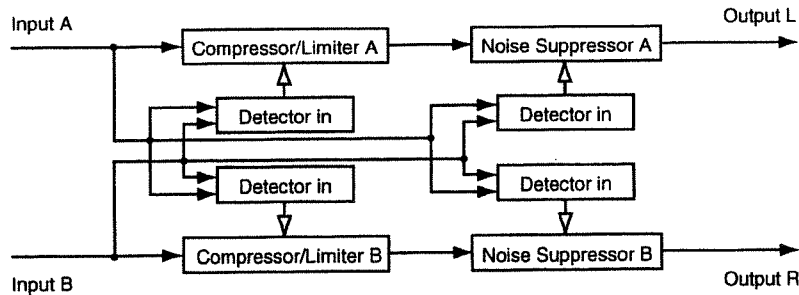 Input A
Output L
Compressor/Limiter A
Noise Suppressor A
Detector in
Detector in
Detector in
Detector in
Compressor/Limiter B
Noise Suppressor B
Input B
Output R